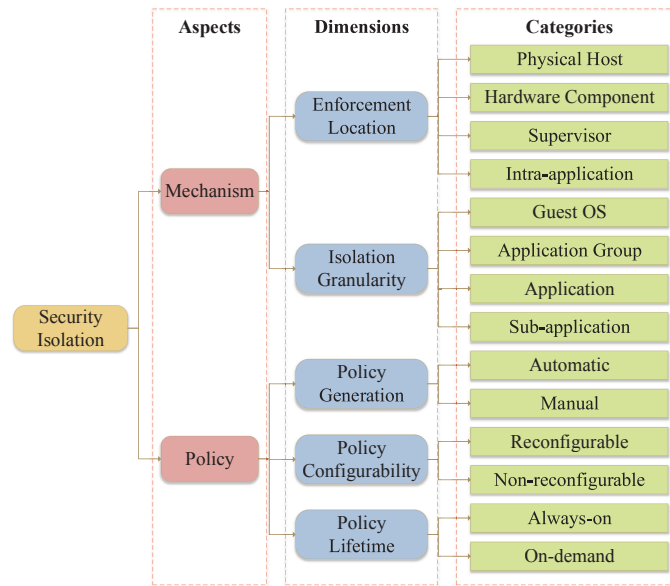 Aspects
Dimensions
Categories
Security
Isolation
Mechanism
Policy
Enforcement
Location
Isolation
Granularity
Policy
Generation
Policy
Configurability
Policy
Lifetime
Physical Host
Hardware Component
Supervisor
Intra-application
Guest OS
Application Group
Application
Sub-application
Automatic
Manual
Reconfigurable
Non-reconfigurable
Always-on
On-demand